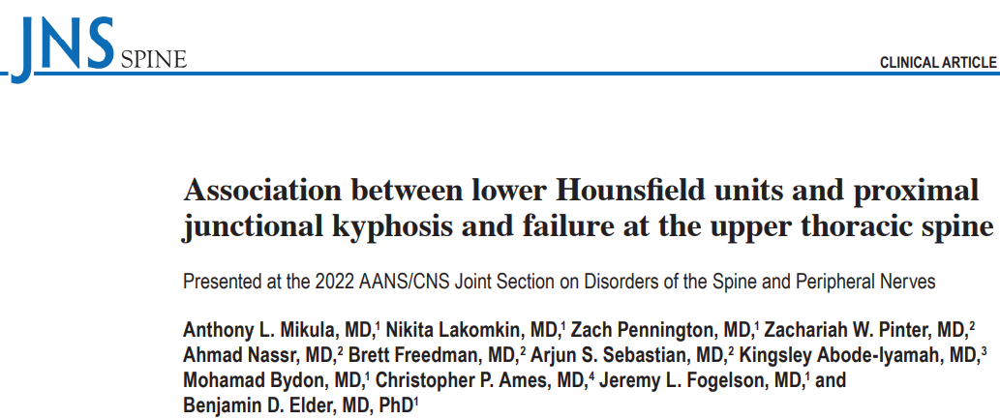 JNS SPINE
CLINICAL ARTICLE
Association between lower Hounsfield units and proximal
junctional kyphosis and failure at the upper thoracic spine
Presented at the 2022 AANS/CNS Joint Section on Disorders of the Spine and Peripheral Nerves
Anthony L. Mikula, MD,¹ Nikita Lakomkin, MD,¹ Zach Pennington, MD,¹ Zachariah W. Pinter, MD,²
Ahmad Nassr, MD,² Brett Freedman, MD,² Arjun S. Sebastian, MD,² Kingsley Abode-Iyamah, MD,³
Mohamad Bydon, MD,¹ Christopher P. Ames, MD,⁴ Jeremy L. Fogelson, MD,¹ and
Benjamin D. Elder, MD, PhD¹